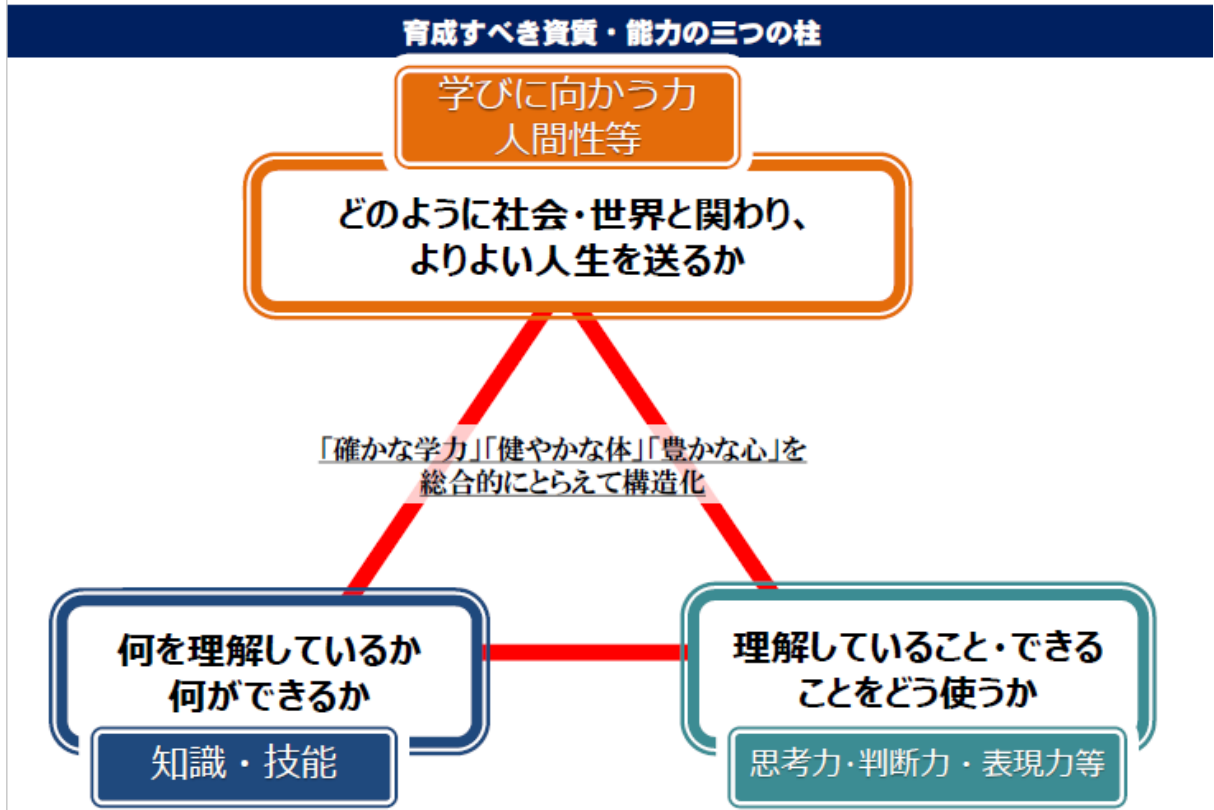 育成すべき資質・能力の三つの柱
学びに向かう力
人間性等
どのように社会・世界と関わり、
よりよい人生を送るか
「確かな学力」「健やかな体」「豊かな心」を
総合的にとらえて構造化
何を理解しているか
何ができるか
知識・技能
理解していること・できる
ことをどう使うか
思考力・判断力・表現力等